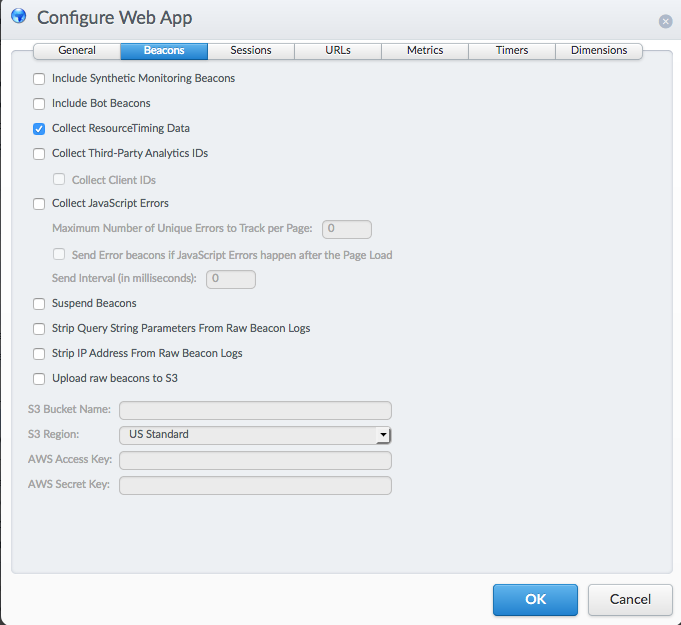 Configure Web App
General Beacons Sessions URLs Metrics Timers Dimensions
Include Synthetic Monitoring Beacons
Include Bot Beacons
Collect ResourceTiming Data
Collect Third-Party Analytics IDs
Collect Client IDs
Collect JavaScript Errors
Maximum Number of Unique Errors to Track per Page: 0
Send Error beacons if JavaScript Errors happen after the Page Load
Send Interval (in milliseconds): 0
Suspend Beacons
Strip Query String Parameters From Raw Beacon Logs
Strip IP Address From Raw Beacon Logs
Upload raw beacons to S3
S3 Bucket Name:
S3 Region: US Standard
AWS Access Key:
AWS Secret Key:
OK Cancel